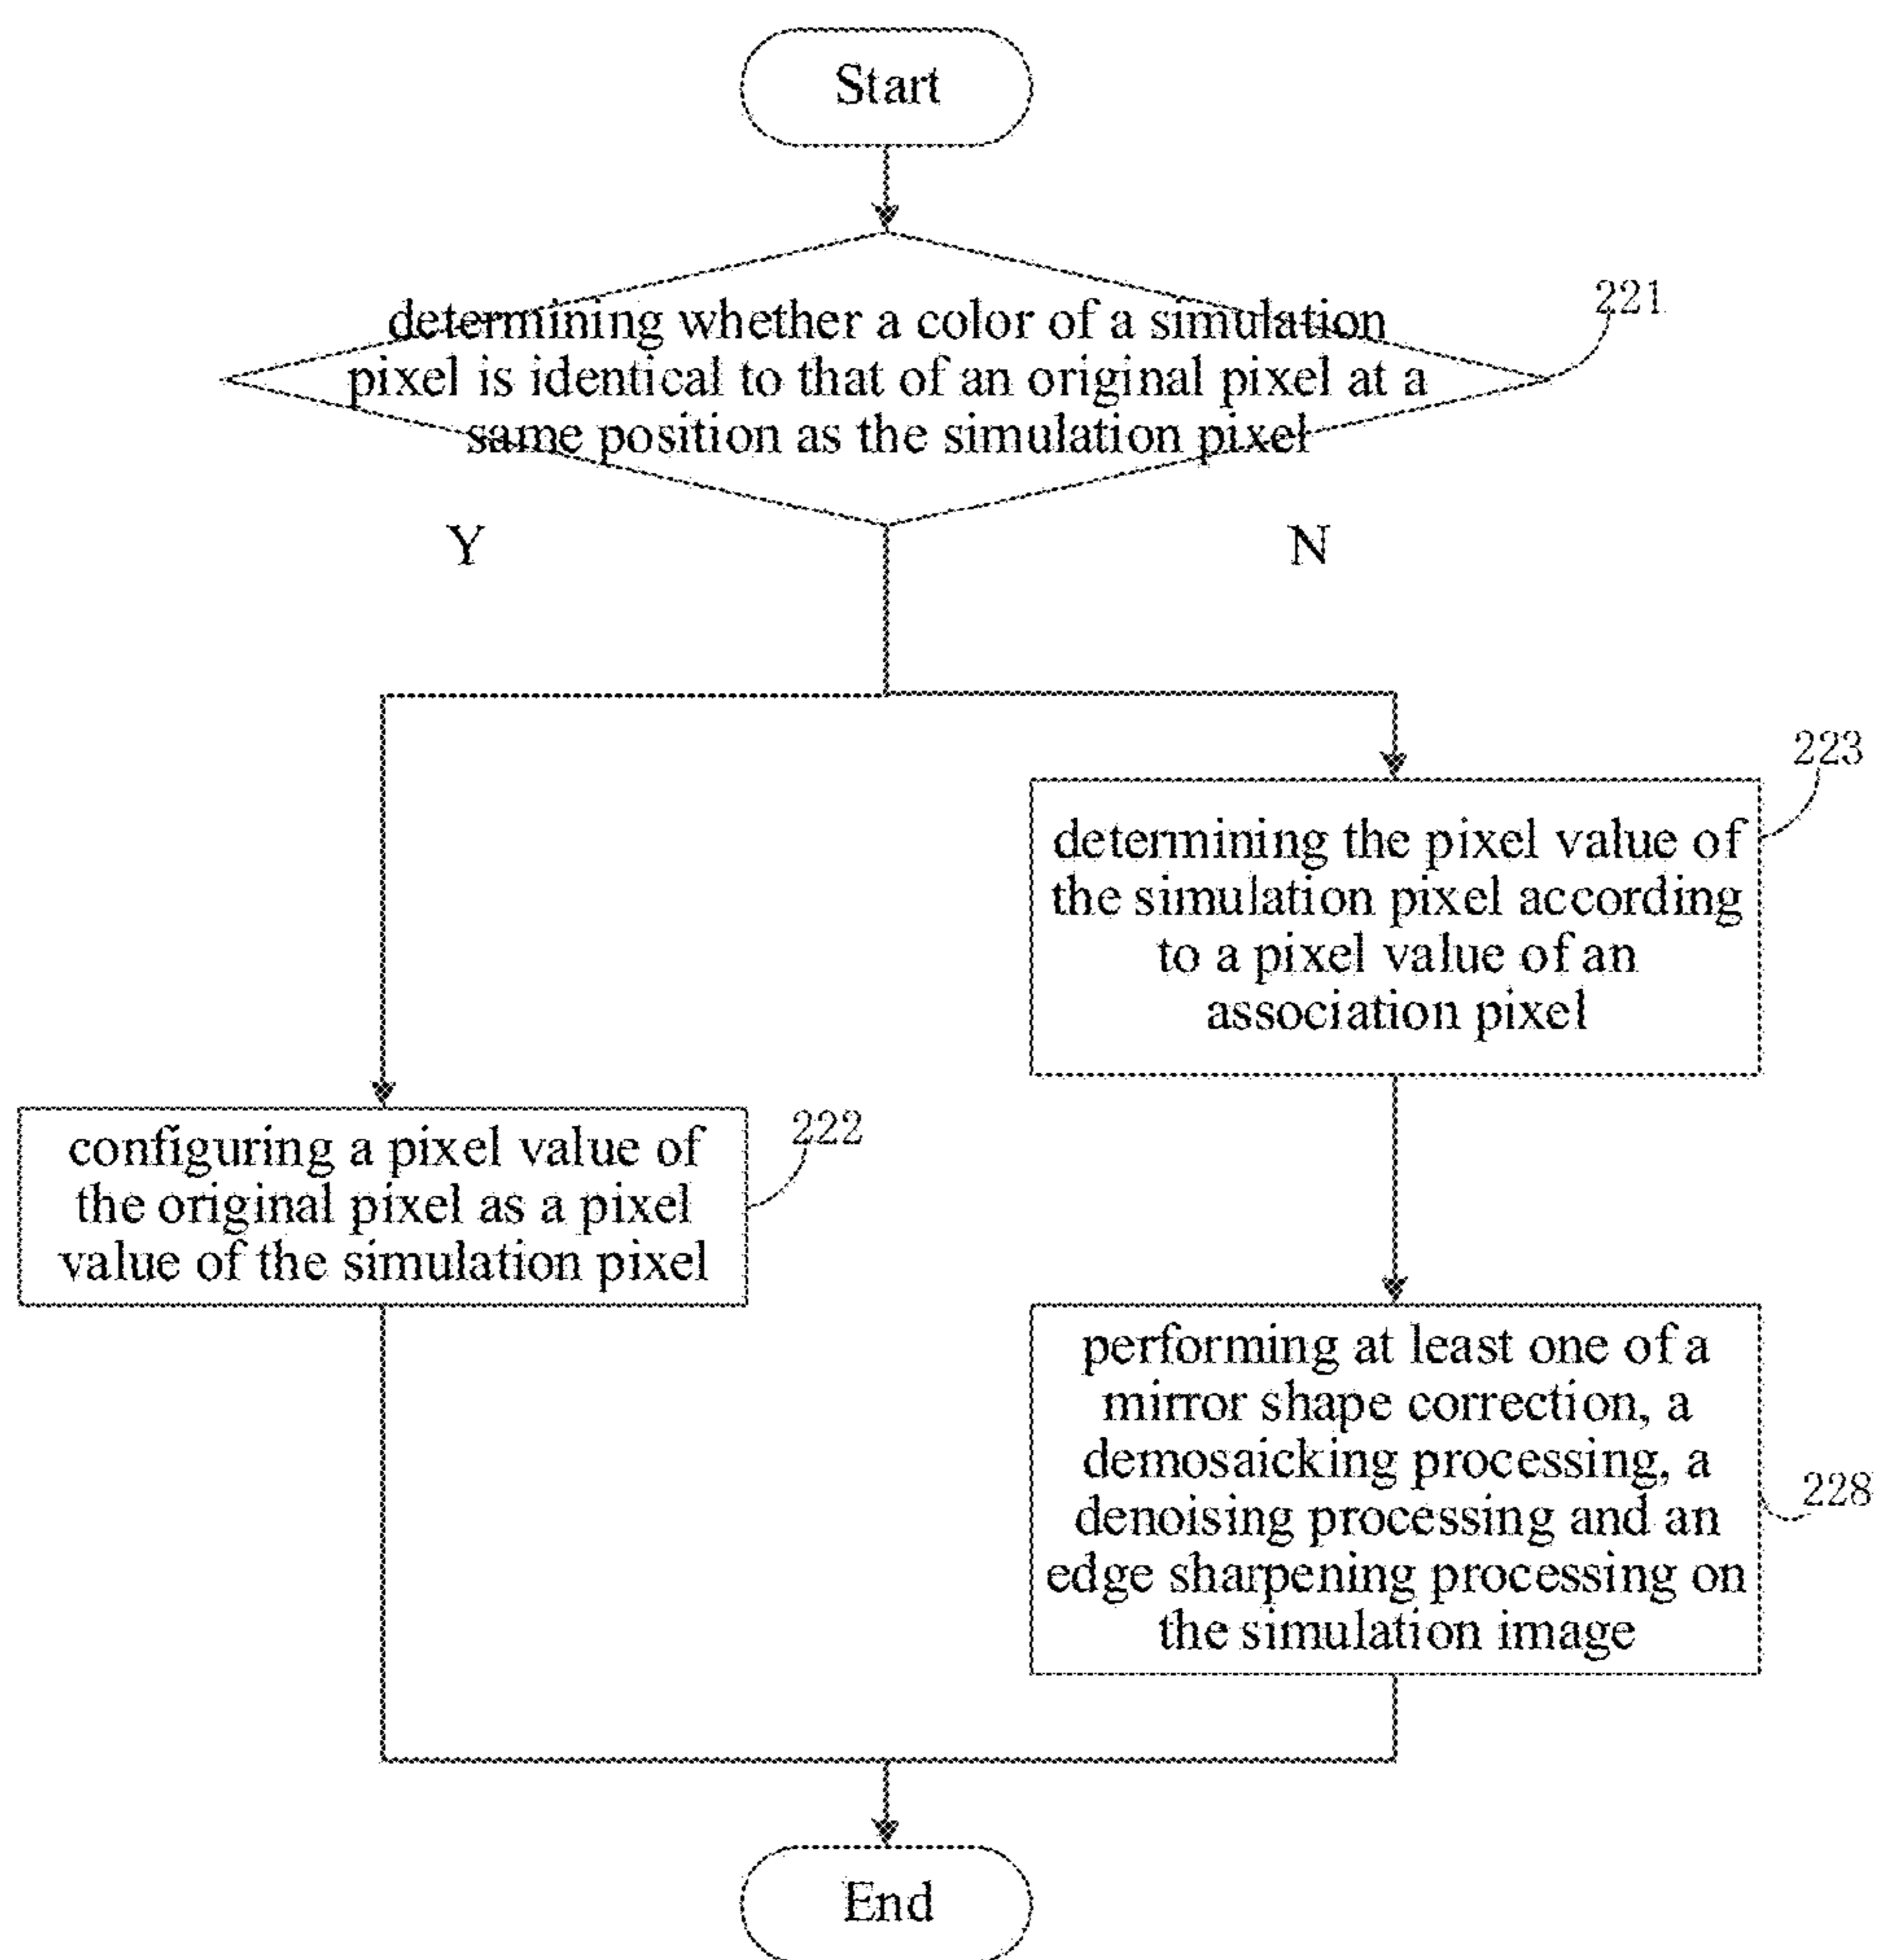 Start
determining whether a color of a simulation
pixel is identical to that of an original pixel at a
same position as the simulation pixel
221
Y
N
223
determining the pixel value of
the simulation pixel according
to a pixel value of an
association pixel
configuring a pixel value of
the original pixel as a pixel
value of the simulation pixel
222
performing at least one of a
mirror shape correction, a
demosaicking processing, a
denoising processing and an
edge sharpening processing on
the simulation image
228
End